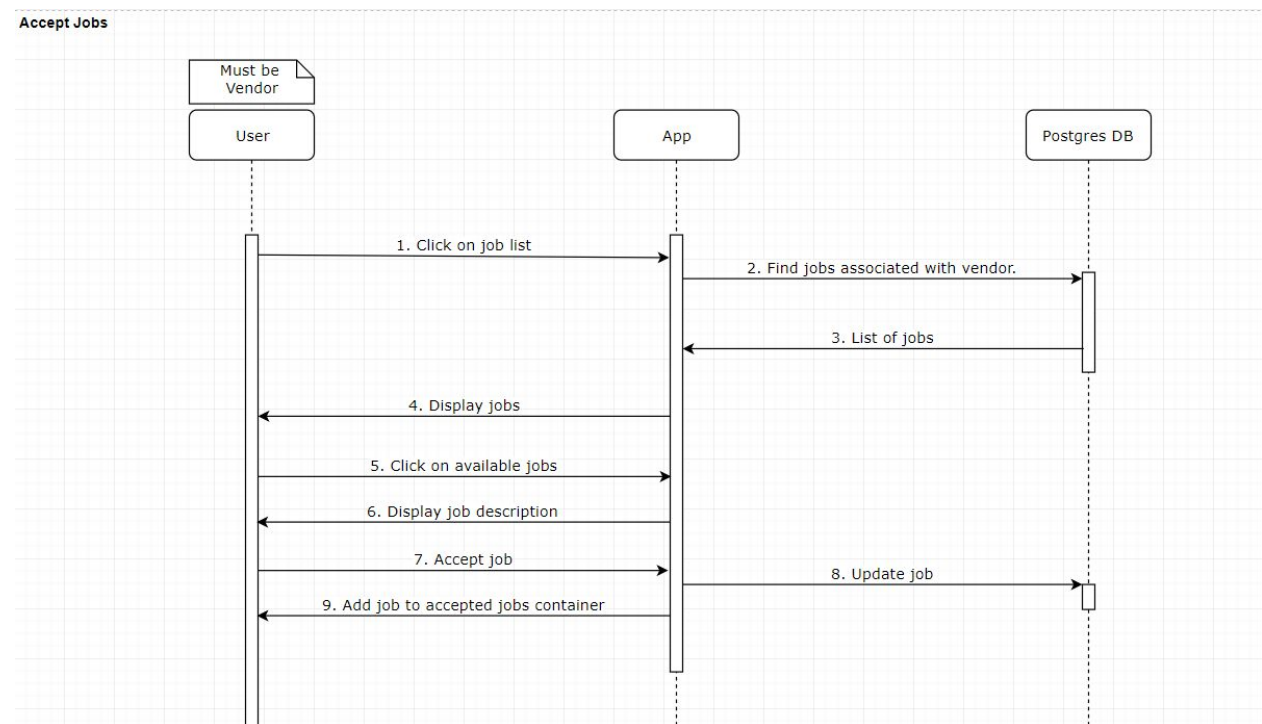 Accept Jobs
Must be
Vendor
User
App
Postgres DB
1. Click on job list
2. Find jobs associated with vendor.
3. List of jobs
4. Display jobs
5. Click on available jobs
6. Display job description
7. Accept job
8. Update job
9. Add job to accepted jobs container